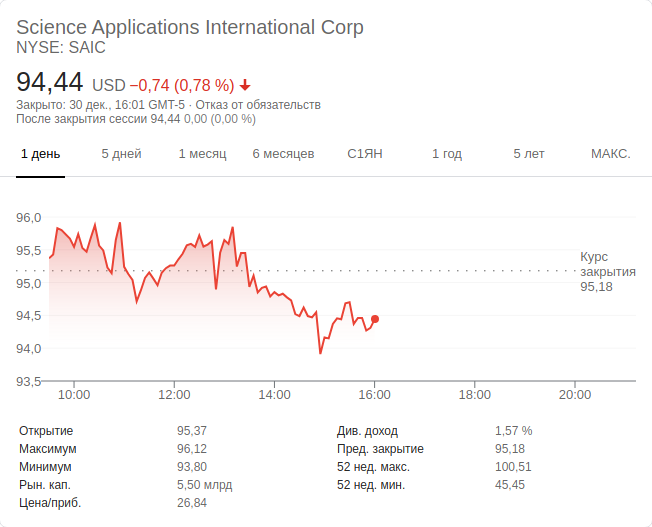 Science Applications International Corp
NYSE: SAIC
94,44 USD −0,74 (0,78 %)
Закрыто: 30 дек., 16:01 GMT-5 · Отказ от обязательств
После закрытия сессии 94,44 0,00 (0,00 %)
1 день 5 дней 1 месяц 6 месяцев С1ЯН 1 год 5 лет МАКС.
96,0
95,5
Курс
закрытия
95,18
95,0
94,5
94,0
93,5
10:00 12:00 14:00 16:00 18:00 20:00
Открытие 95,37 Див. доход 1,57 %
Максимум 96,12 Пред. закрытие 95,18
Минимум 93,80 52 нед. макс. 100,51
Рын. кап. 5,50 млрд 52 нед. мин. 45,45
Цена/приб. 26,84